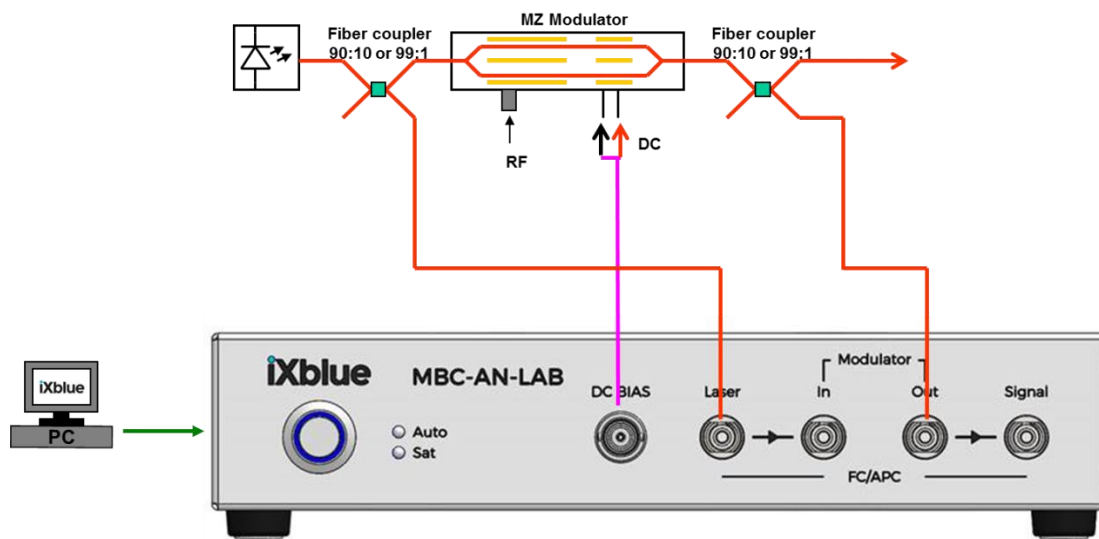 MZ Modulator
Fiber coupler
90:10 or 99:1
Fiber coupler
90:10 or 99:1
RF
DC
iXblue
PC
iXblue
MBC-AN-LAB
Auto
Sat
DC BIAS
Laser
Modulator
In
Out
Signal
FC/APC